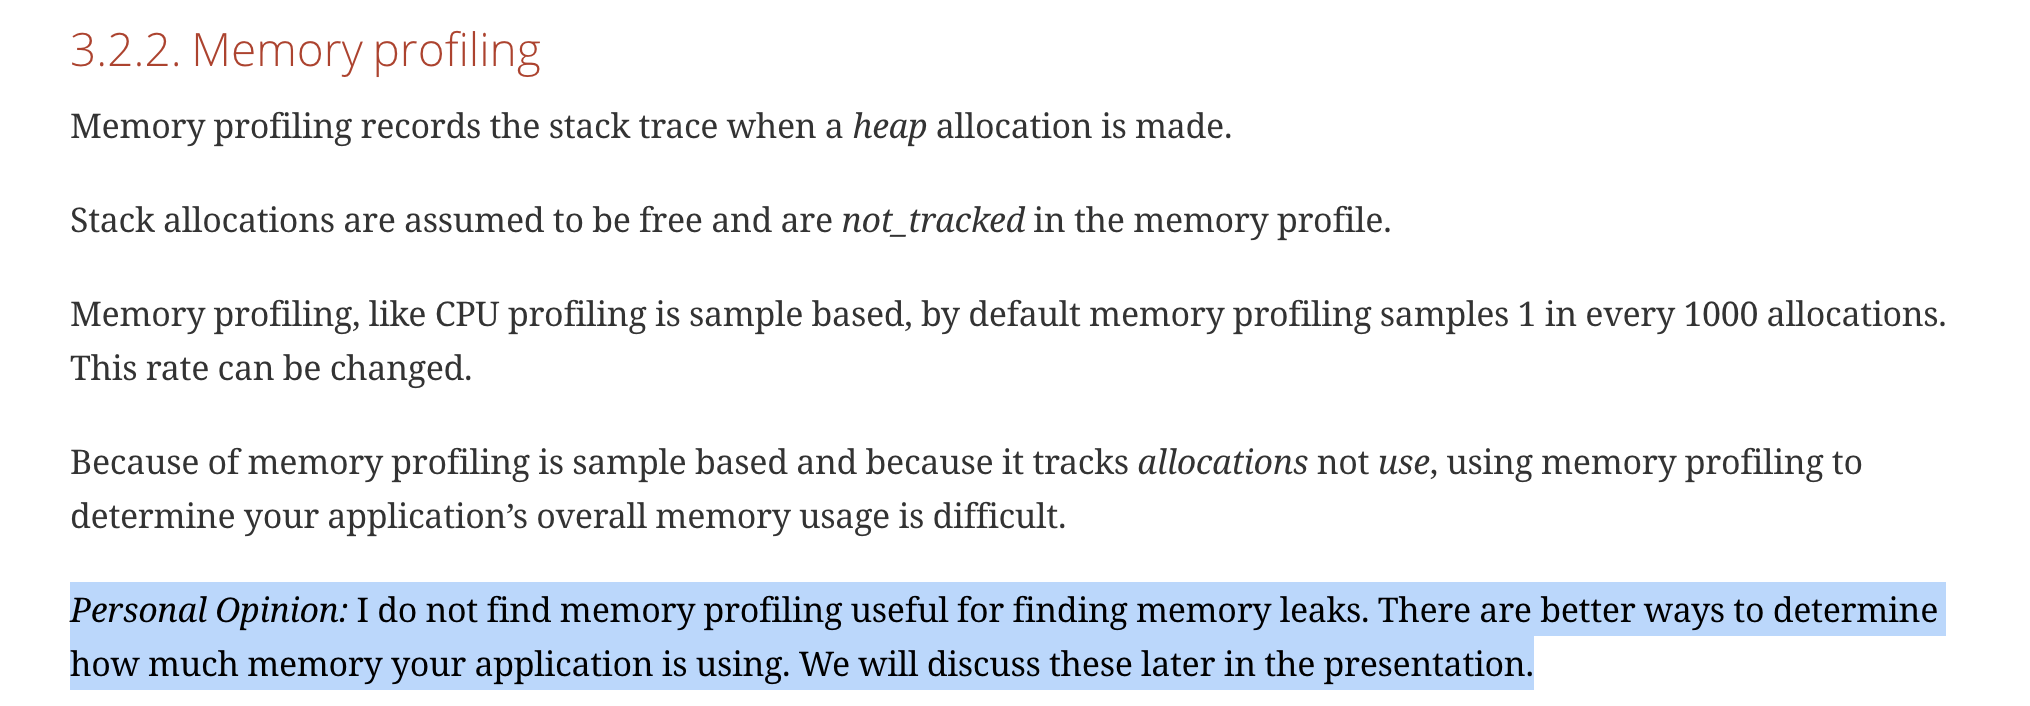 3.2.2. Memory profiling
Memory profiling records the stack trace when a heap allocation is made.
Stack allocations are assumed to be free and are not_tracked in the memory profile.
Memory profiling, like CPU profiling is sample based, by default memory profiling samples 1 in every 1000 allocations.
This rate can be changed.
Because of memory profiling is sample based and because it tracks allocations not use, using memory profiling to
determine your application’s overall memory usage is difficult.
Personal Opinion: I do not find memory profiling useful for finding memory leaks. There are better ways to determine
how much memory your application is using. We will discuss these later in the presentation.